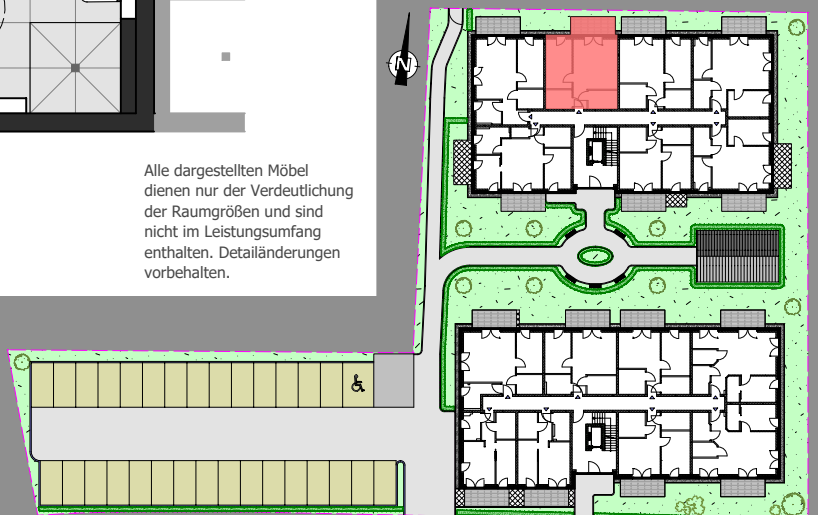 N
Alle dargestellten Möbel
dienen nur der Verdeutlichung
der Raumgrößen und sind
nicht im Leistungsumfang
enthalten. Detailänderungen
vorbehalten.